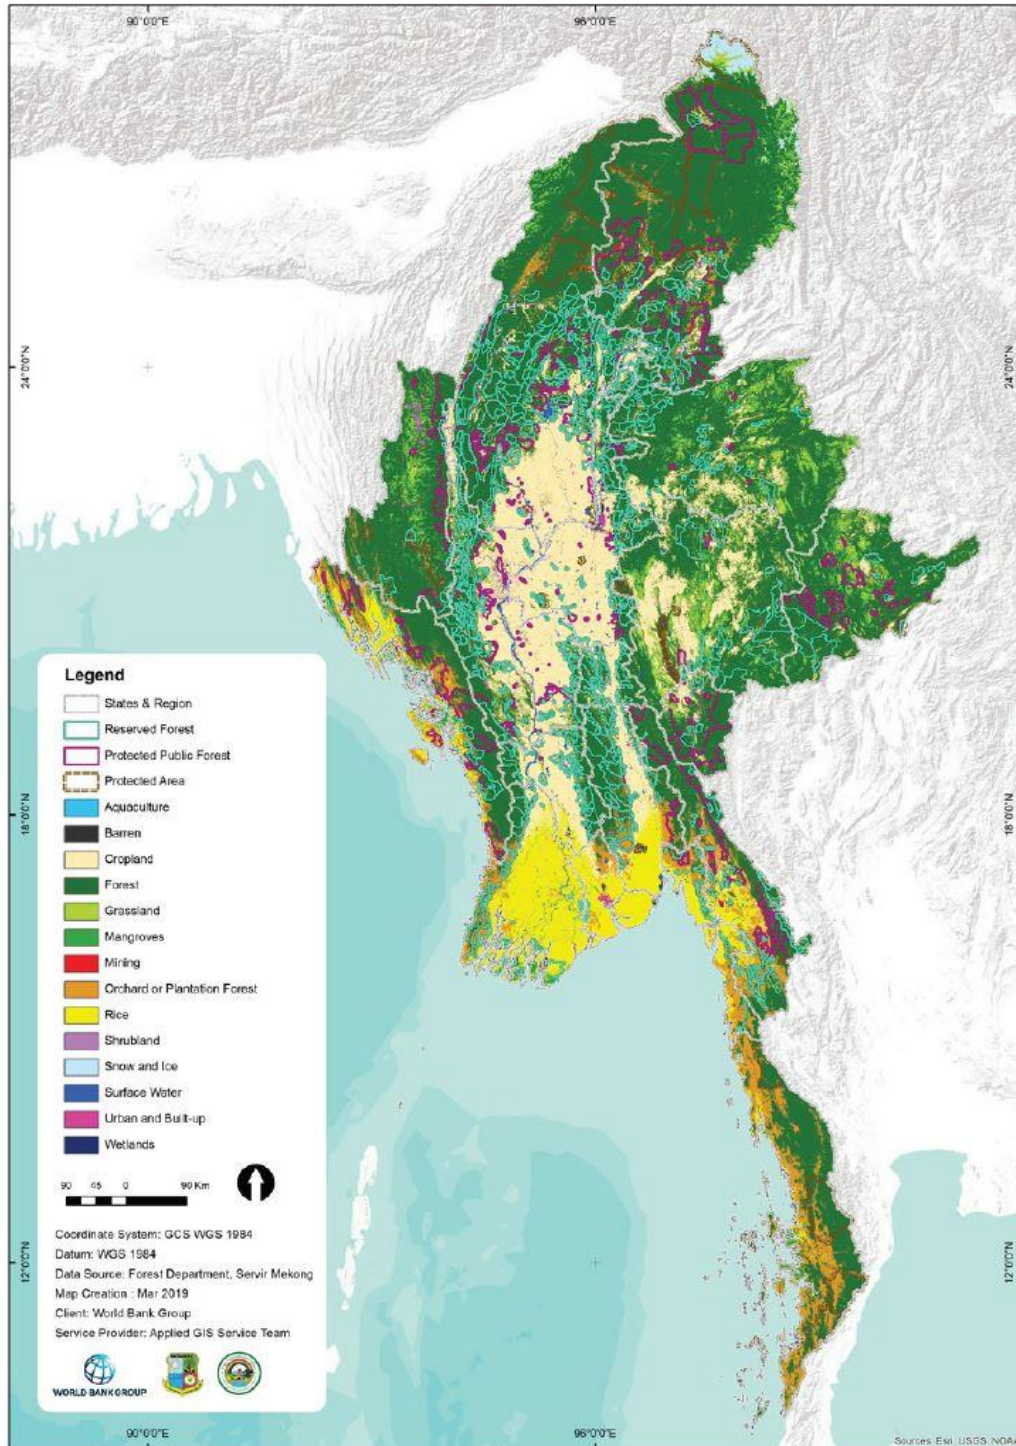 90°0'0"E
96°0'0"E
24°0'0"N
24°0'0"N
18°0'0"N
18°0'0"N
12°0'0"N
12°0'0"N
Legend
States & Region
Reserved Forest
Protected Public Forest
Protected Area
Aquaculture
Barren
Cropland
Forest
Grassland
Mangroves
Mining
Orchard or Plantation Forest
Rice
Shrubland
Snow and Ice
Surface Water
Urban and Built-up
Wetlands
90 45 0 90 Km
Coordinate System: GCS WGS 1984
Datum: WGS 1984
Data Source: Forest Department, Servir Mekong
Map Creation : Mar 2019
Client: World Bank Group
Service Provider: Applied GIS Service Team
WORLD BANK GROUP
90°0'0"E
96°0'0"E
Sources: Esri, USGS, NOAA